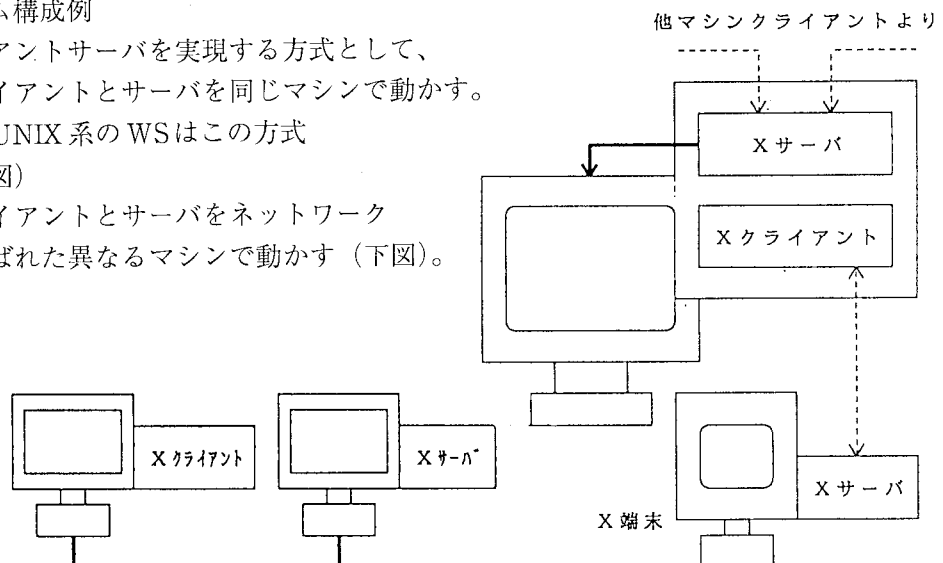 ム構成例
アントサーバを実現する方式として、
イアントとサーバを同じマシンで動かす。
UNIX系のWSはこの方式
図)
イアントとサーバをネットワーク
ばれた異なるマシンで動かす（下図）。
他マシンクライアントより
Xサーバ
Xクライアント
Xクライアント
Xサーバ
X端末
Xサーバ